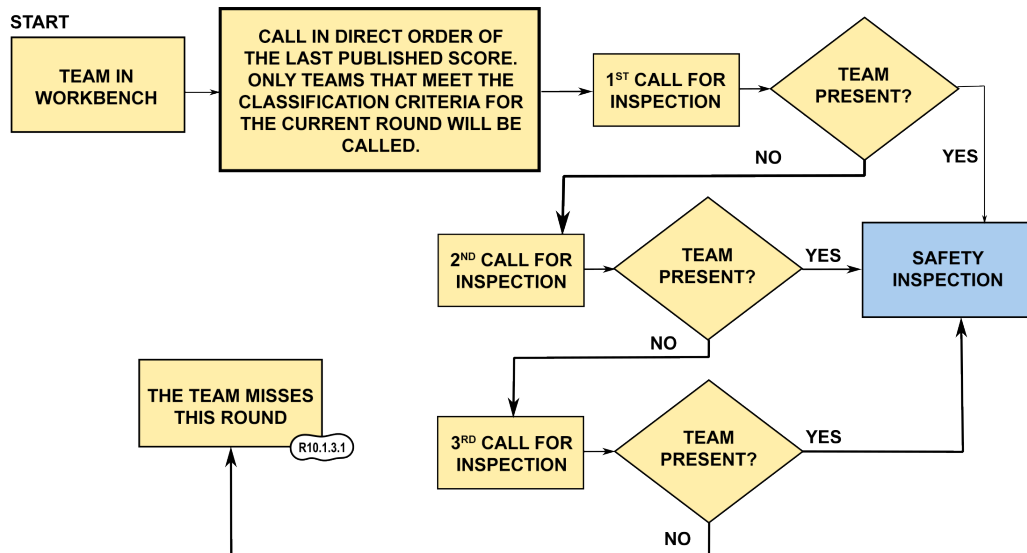 START
TEAM IN
WORKBENCH
CALL IN DIRECT ORDER OF
THE LAST PUBLISHED SCORE.
ONLY TEAMS THAT MEET THE
CLASSIFICATION CRITERIA FOR
THE CURRENT ROUND WILL BE
CALLED.
1ST CALL FOR
INSPECTION
TEAM
PRESENT?
NO
YES
2ND CALL FOR
INSPECTION
TEAM
PRESENT?
YES
SAFETY
INSPECTION
NO
THE TEAM MISSES
THIS ROUND
R10.1.3.1
3RD CALL FOR
INSPECTION
TEAM
PRESENT?
YES
NO